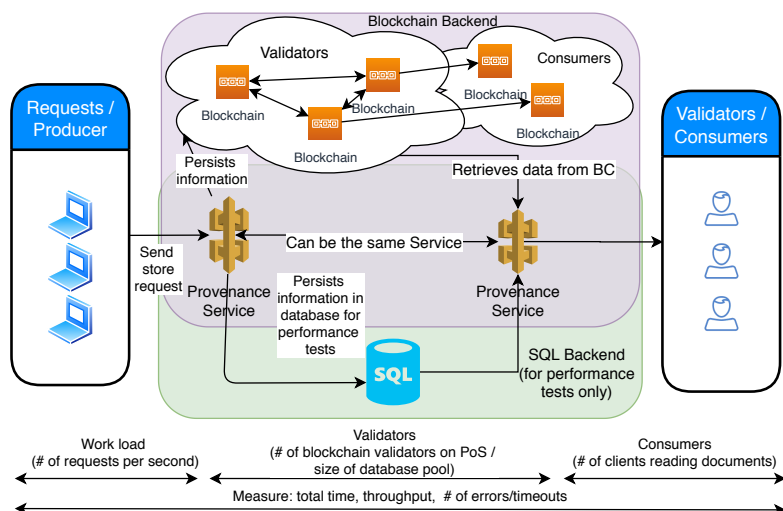 Blockchain Backend
Validators
Consumers
Blockchain
Blockchain
Blockchain
Blockchain
Blockchain
Requests /
Producer
Validators /
Consumers
Persists
information
Retrieves data from BC
Can be the same Service
Send
store
request
Provenance
Service
Provenance
Service
Persists
information in
database for
performance
tests
SQL
SQL Backend
(for performance
tests only)
Work load
(# of requests per second)
Validators
(# of blockchain validators on PoS /
size of database pool)
Consumers
(# of clients reading documents)
Measure: total time, throughput, # of errors/timeouts